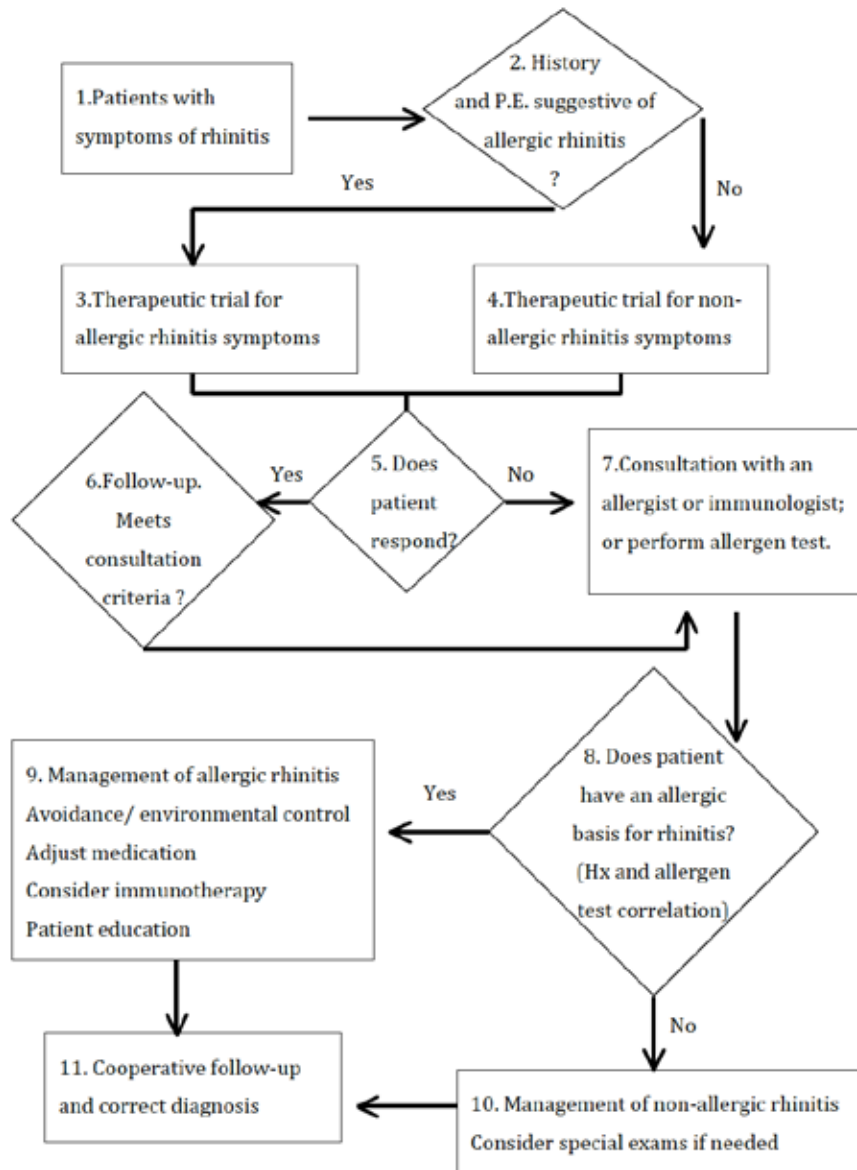 1.Patients with
symptoms of rhinitis
2. History
and P.E. suggestive of
allergic rhinitis
?
Yes
No
3.Therapeutic trial for
allergic rhinitis symptoms
4.Therapeutic trial for non-
allergic rhinitis symptoms
6.Follow-up.
Meets
consultation
criteria ?
Yes
5. Does
patient
respond?
No
7.Consultation with an
allergist or immunologist;
or perform allergen test.
8. Does patient
have an allergic
basis for rhinitis?
(Hx and allergen
test correlation)
Yes
9. Management of allergic rhinitis
Avoidance/ environmental control
Adjust medication
Consider immunotherapy
Patient education
No
11. Cooperative follow-up
and correct diagnosis
10. Management of non-allergic rhinitis
Consider special exams if needed